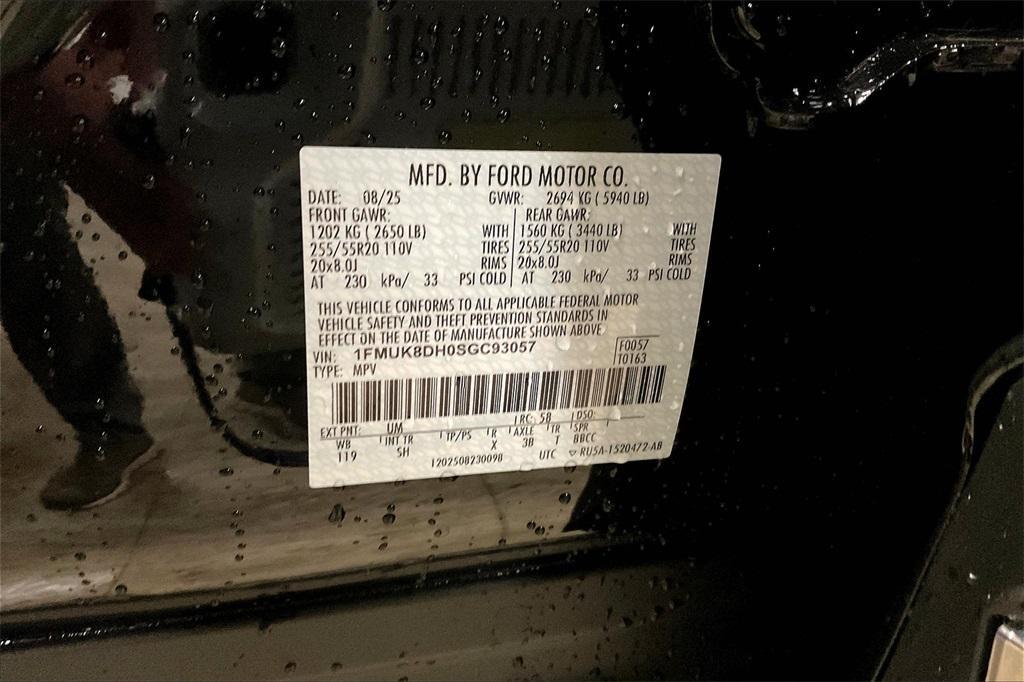 MFD. BY FORD MOTOR CO.
DATE: 08/25 GVWR: 2694 KG ( 5940 LB)
FRONT GAWR: REAR GAWR:
1202 KG ( 2650 LB) WITH 1560 KG ( 3440 LB) WITH
255/55R20 110V TIRES 255/55R20 110V TIRES
20x8.0J RIMS 20x8.0J RIMS
AT 230 kPa/ 33 PSI COLD AT 230 kPa/ 33 PSI COLD
THIS VEHICLE CONFORMS TO ALL APPLICABLE FEDERAL MOTOR
VEHICLE SAFETY AND THEFT PREVENTION STANDARDS IN
EFFECT ON THE DATE OF MANUFACTURE SHOWN ABOVE
VIN: 1FMUK8DH0SGC93057 F0057
TYPE: MPV T0163
EXT PNT: UM RC: 58 DSO:
WB INT TR TP/PS R AXLE TR SPR
119 SH X 3B T BBCC
1202508230098 UTC ▽ RU5A-1520472-AB